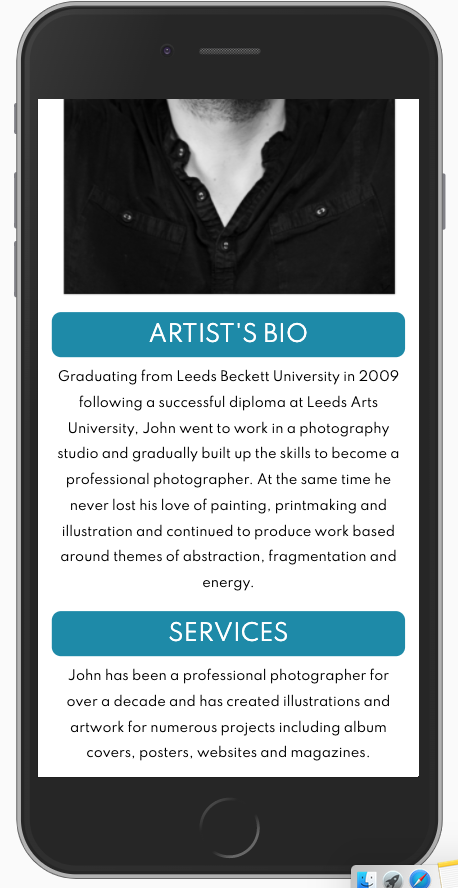 ARTIST'S BIO
Graduating from Leeds Beckett University in 2009
following a successful diploma at Leeds Arts
University, John went to work in a photography
studio and gradually built up the skills to become a
professional photographer. At the same time he
never lost his love of painting, printmaking and
illustration and continued to produce work based
around themes of abstraction, fragmentation and
energy.
SERVICES
John has been a professional photographer for
over a decade and has created illustrations and
artwork for numerous projects including album
covers, posters, websites and magazines.